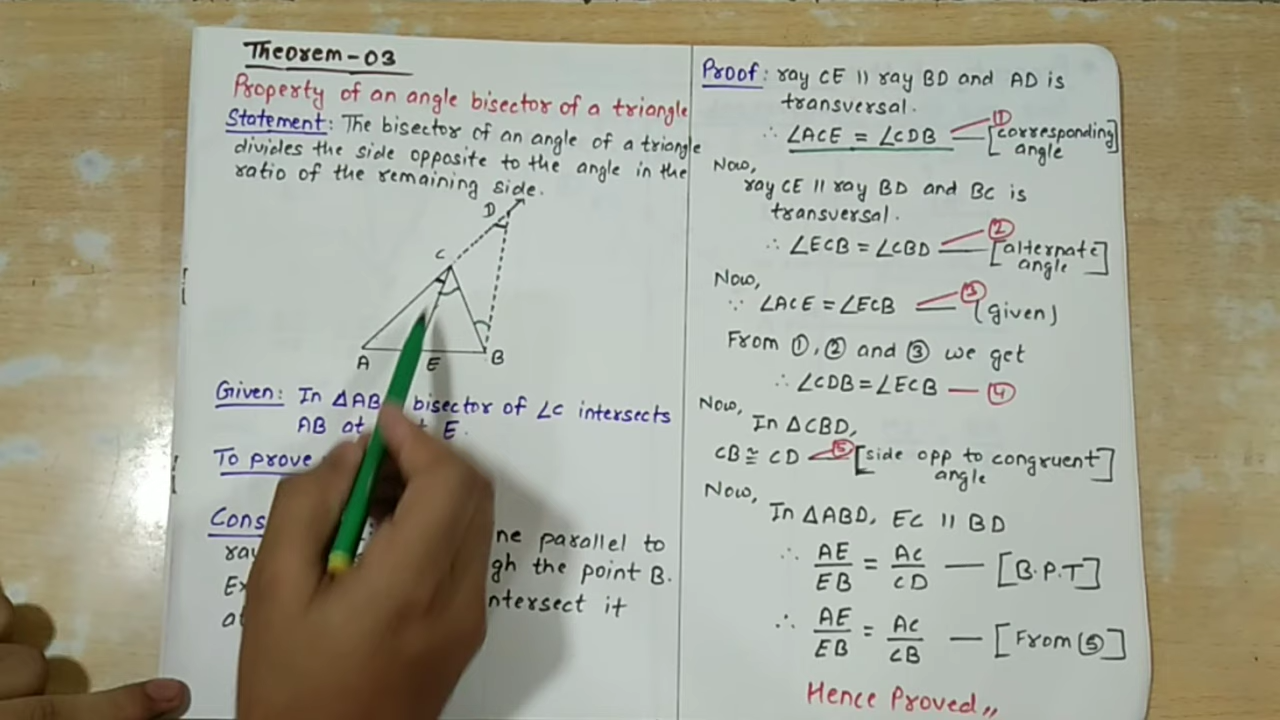 Theorem-03
Property of an angle bisector of a triangle
Statement: The bisector of an angle of a triangle
divides the side opposite to the angle in the
ratio of the remaining side.
D
C
A E B
Given: In △AB bisector of ∠C intersects
AB at E.
To prove
ne parallel to
ray the point B.
ntersect it
at
Proof: ray CE || ray BD and AD is
transversal.
∴ ∠ACE = ∠CDB — ① [corresponding
angle]
Now,
ray CE || ray BD and BC is
transversal.
∴ ∠ECB = ∠CBD — ② [alternate
angle]
Now,
∵ ∠ACE = ∠ECB — ③ (given)
From ①, ② and ③ we get
∴ ∠CDB = ∠ECB — ④
Now,
In △CBD,
CB ≅ CD — ⑤ [side opp to congruent
angle]
Now,
In △ABD, EC || BD
∴ AE/EB = AC/CD — [B.P.T]
∴ AE/EB = AC/CB — [From ⑤]
Hence Proved,,